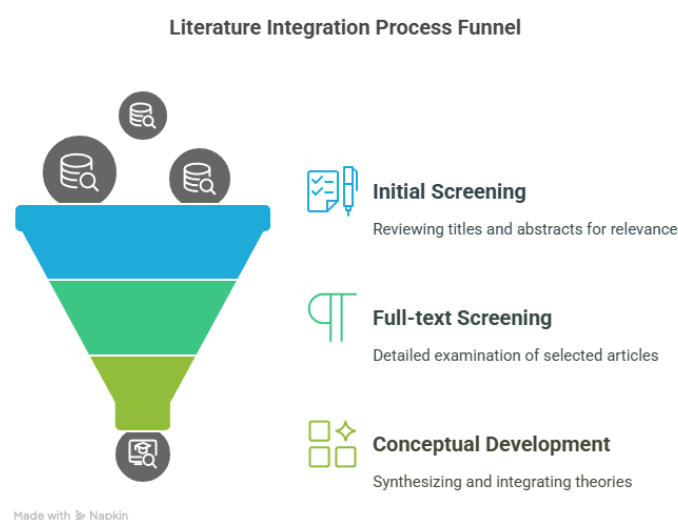 Literature Integration Process Funnel
Initial Screening
Reviewing titles and abstracts for relevance
Full-text Screening
Detailed examination of selected articles
Conceptual Development
Synthesizing and integrating theories
Made with Napkin